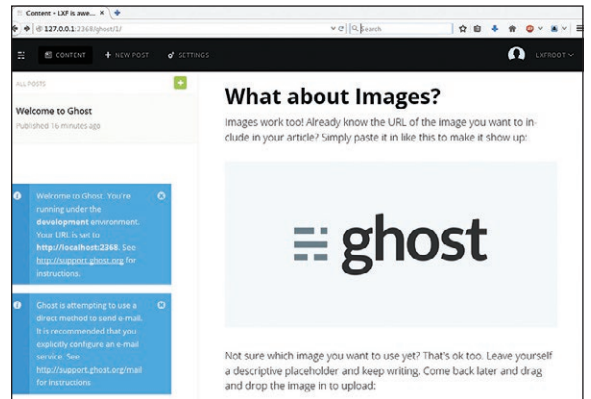 Content • LXF is awe...
127.0.0.1:2368/ghost/1/
Search
CONTENT
+ NEW POST
SETTINGS
LXFROOT
ALL POSTS
Welcome to Ghost
Published 16 minutes ago
Welcome to Ghost. You're
running under the
development environment.
Your URL is set to
http://localhost:2368. See
http://support.ghost.org for
instructions.
Ghost is attempting to use a
direct method to send e-mail.
It is recommended that you
explicitly configure an e-mail
service. See
http://support.ghost.org/mail
for instructions
What about Images?
Images work too! Already know the URL of the image you want to in-
clude in your article? Simply paste it in like this to make it show up:
ghost
Not sure which image you want to use yet? That's ok too. Leave yourself
a descriptive placeholder and keep writing. Come back later and drag
and drop the image in to upload: